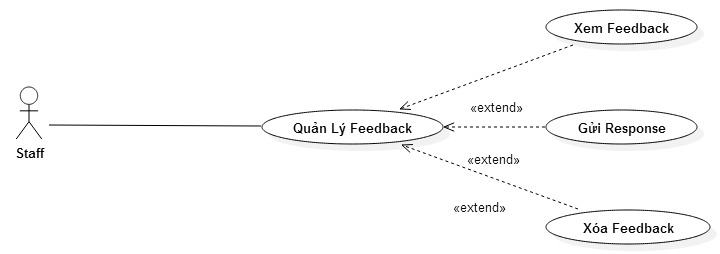 Xem Feedback
«extend»
Staff
Quản Lý Feedback
Gửi Response
«extend»
«extend»
Xóa Feedback